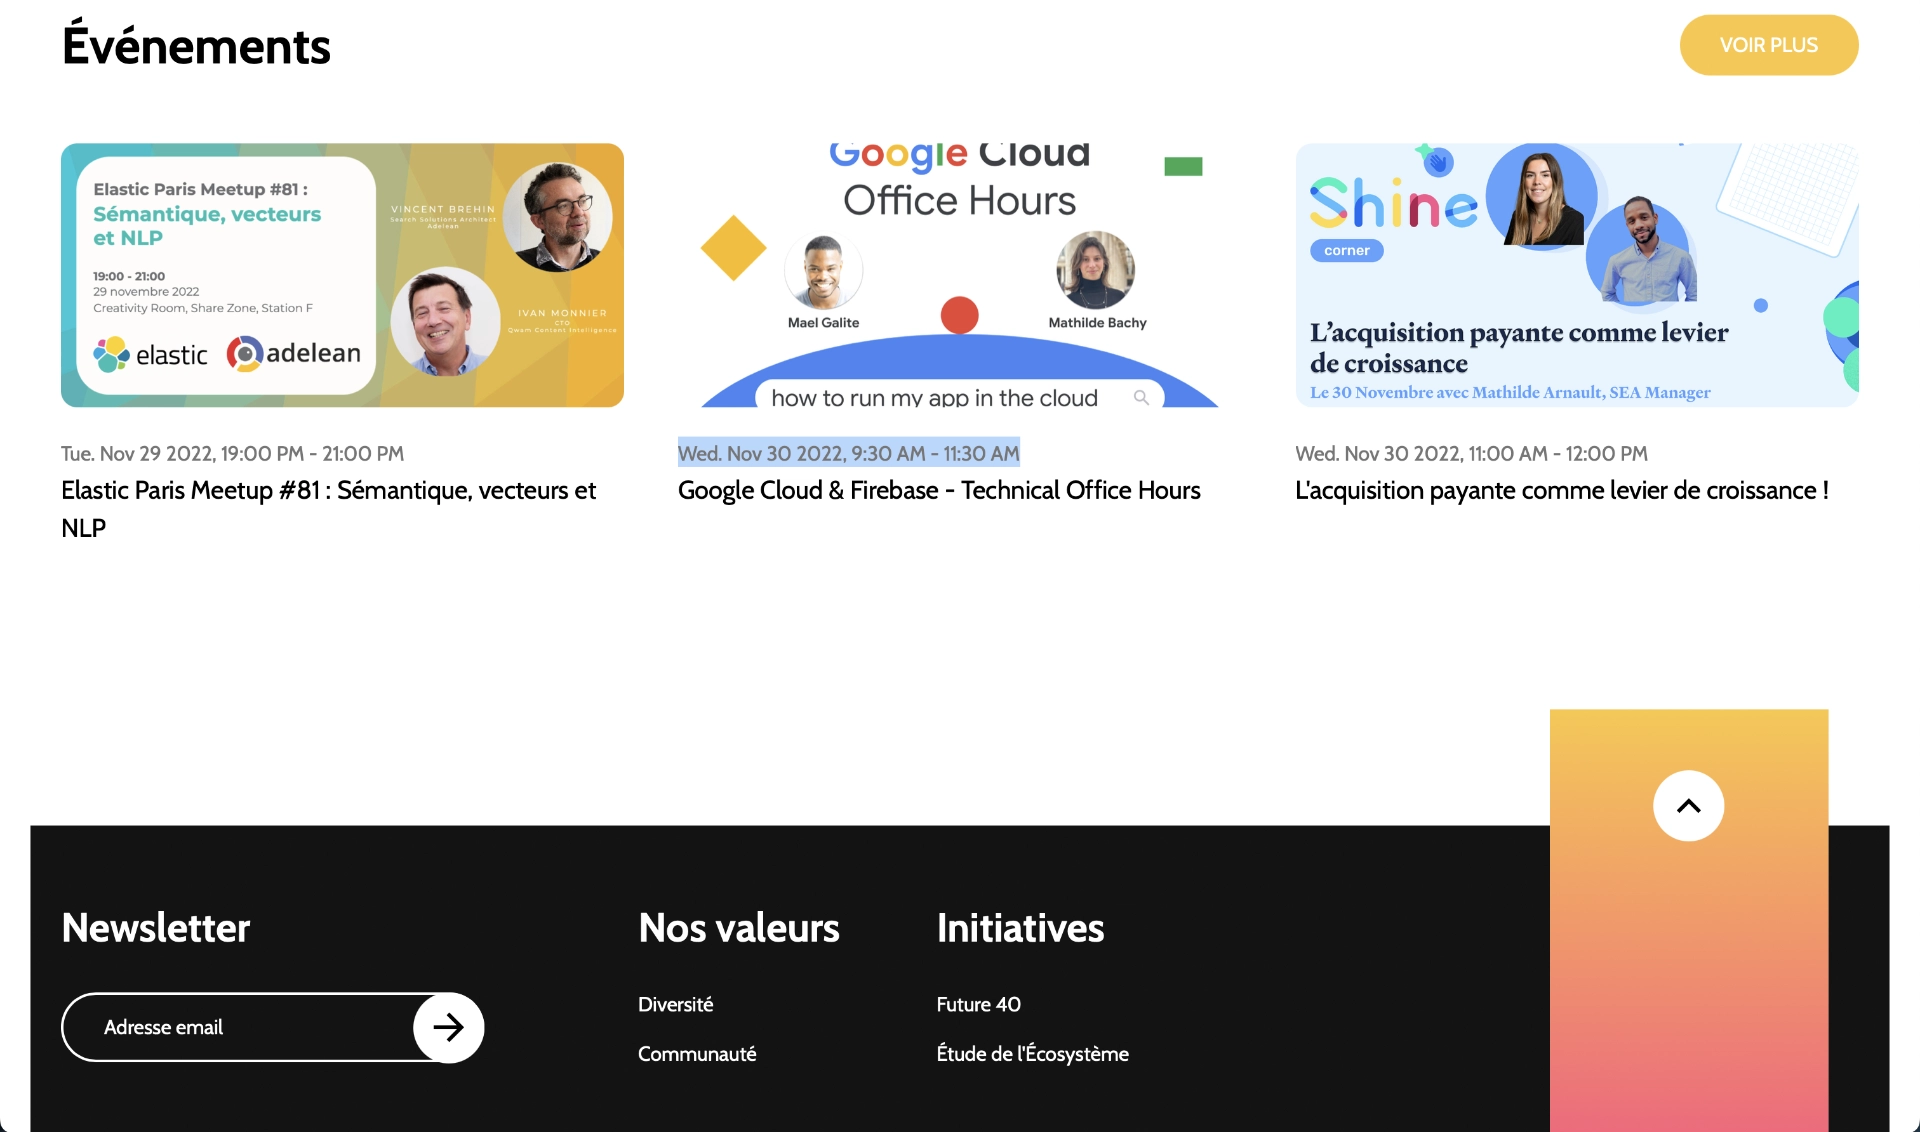 Événements
VOIR PLUS
Elastic Paris Meetup #81 :
Sémantique, vecteurs
et NLP
19:00 - 21:00
29 novembre 2022
Creativity Room, Share Zone, Station F
elastic
adelean
VINCENT BREHIN
Search Solutions Architect
Adelean
IVAN MONNIER
CTO
Qwam Content Intelligence
Tue. Nov 29 2022, 19:00 PM - 21:00 PM
Elastic Paris Meetup #81 : Sémantique, vecteurs et
NLP
Google Cloud
Office Hours
Mael Galite
Mathilde Bachy
how to run my app in the cloud
Wed. Nov 30 2022, 9:30 AM - 11:30 AM
Google Cloud & Firebase - Technical Office Hours
Shine
corner
L’acquisition payante comme levier
de croissance
Le 30 Novembre avec Mathilde Arnault, SEA Manager
Wed. Nov 30 2022, 11:00 AM - 12:00 PM
L'acquisition payante comme levier de croissance !
Newsletter
Adresse email
Nos valeurs
Diversité
Communauté
Initiatives
Future 40
Étude de l'Écosystème